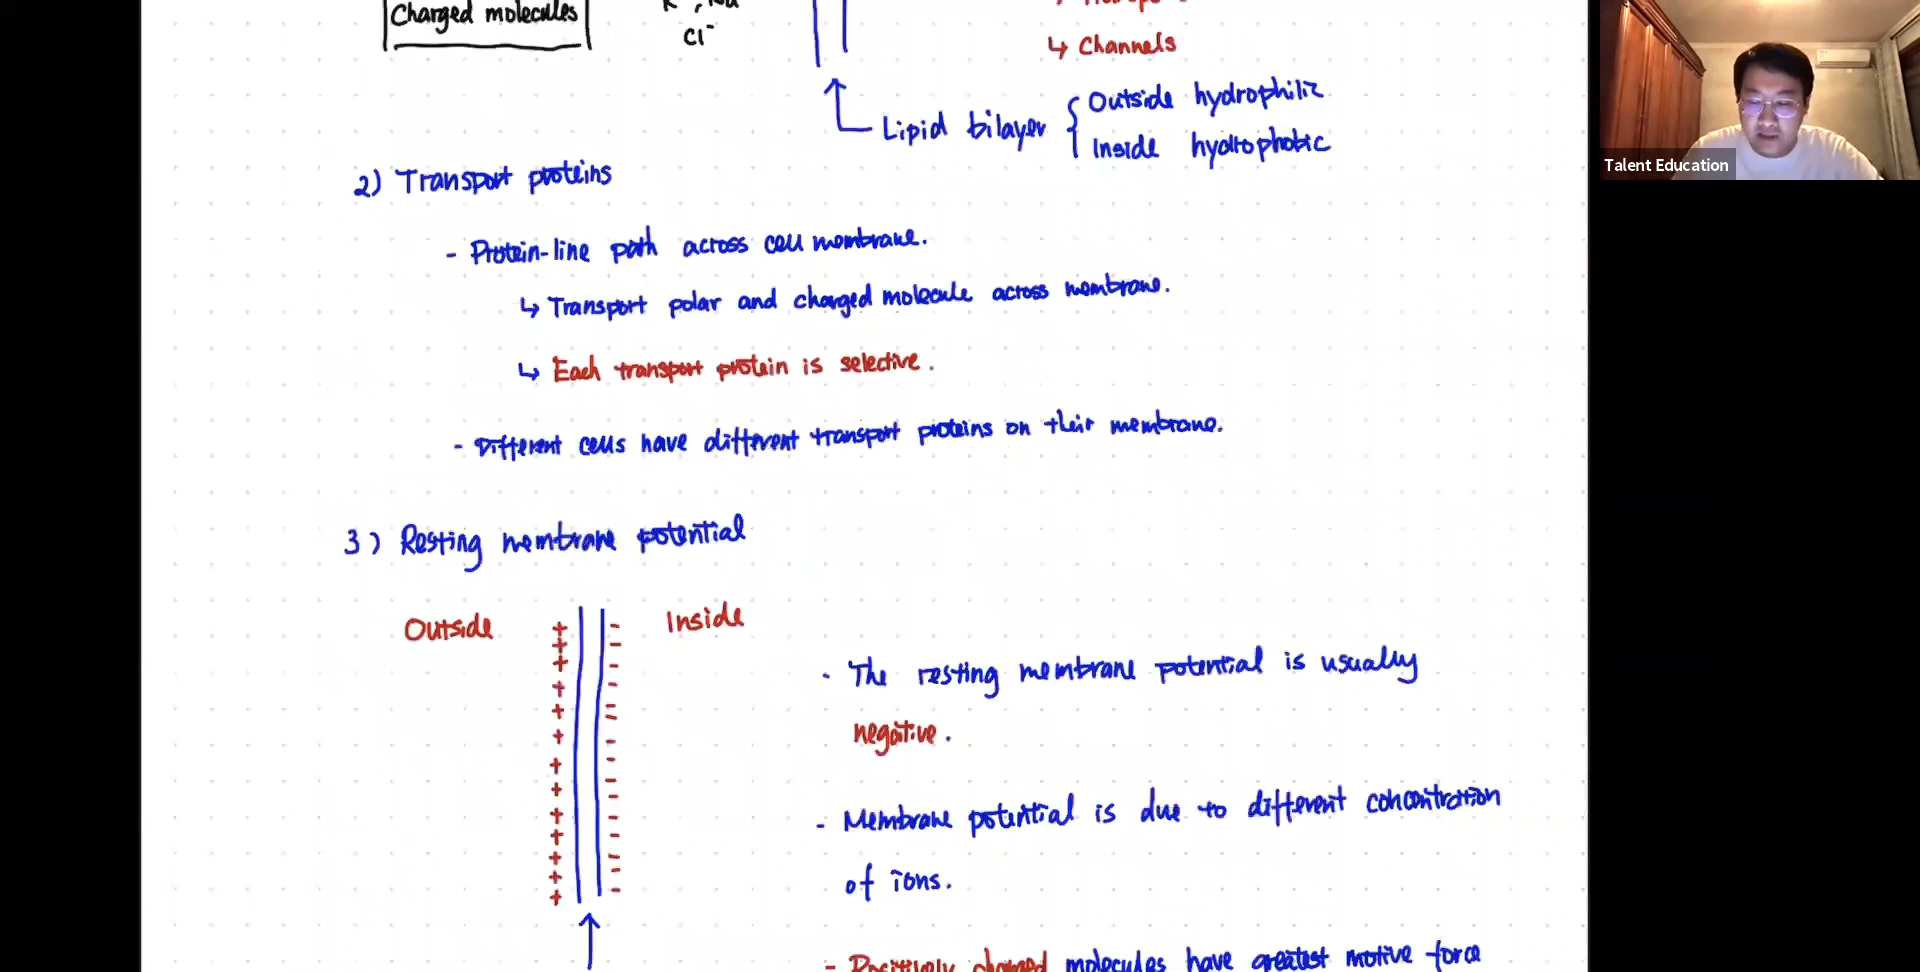 Charged molecules
Cl⁻
↳ Channels
Lipid bilayer { Outside hydrophilic
Inside hydrophobic
2) Transport proteins
- Protein-line path across cell membrane.
↳ Transport polar and charged molecule across membrane.
↳ Each transport protein is selective.
- Different cells have different transport proteins on their membrane.
3) Resting membrane potential
Outside
Inside
- The resting membrane potential is usually
negative.
- Membrane potential is due to different concentration
of ions.
- Positively charged molecules have greatest motive force
Talent Education